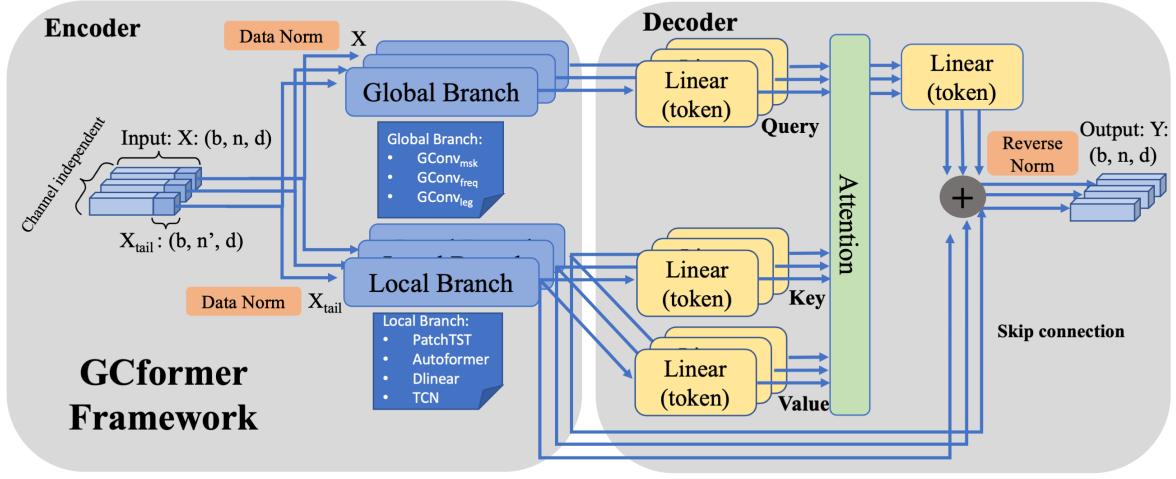 Encoder
Data Norm
X
Global Branch
Input: X: (b, n, d)
Channel independent
X_tail : (b, n’, d)
Global Branch:
• GConv_msk
• GConv_freq
• GConv_leg
Local Branch
Data Norm
X_tail
Local Branch:
• PatchTST
• Autoformer
• Dlinear
• TCN
GCformer
Framework
Decoder
Linear
(token)
Query
Linear
(token)
Key
Linear
(token)
Value
Attention
Linear
(token)
Reverse
Norm
Output: Y:
(b, n, d)
+
Skip connection